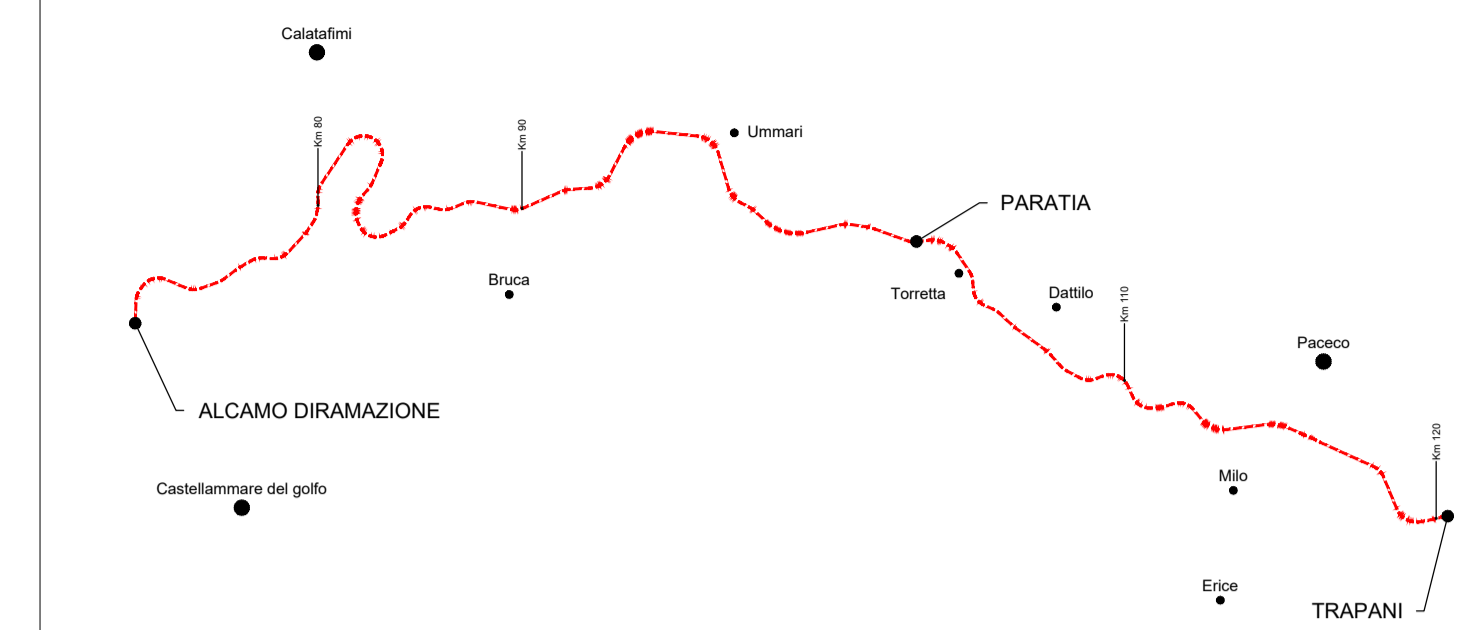 Calatafimi
Km 80
Km 90
Ummari
PARATIA
Bruca
Torretta
Dattilo
Km 110
Paceco
ALCAMO DIRAMAZIONE
Km 120
Castellammare del golfo
Milo
Erice
TRAPANI